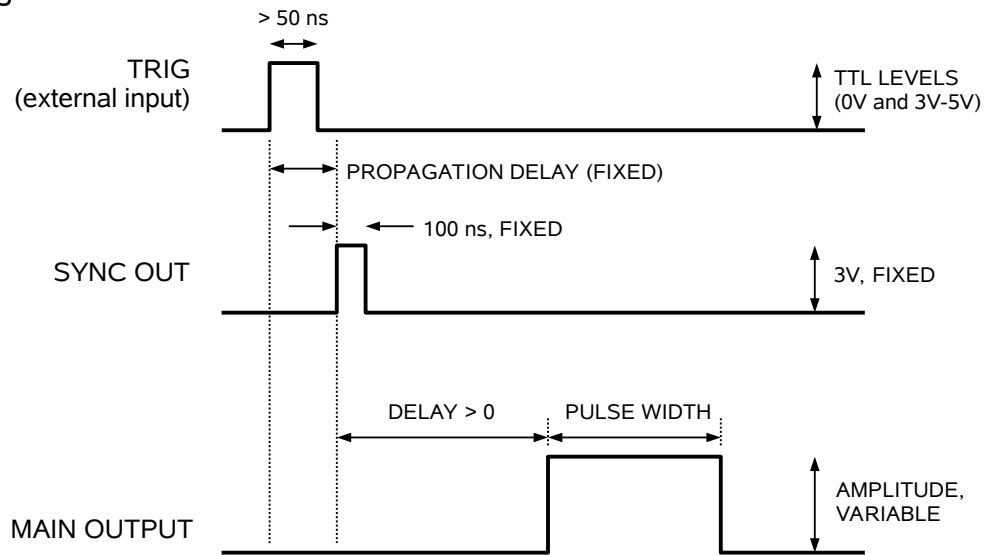 > 50 ns
TRIG
(external input)
TTL LEVELS
(0V and 3V-5V)
PROPAGATION DELAY (FIXED)
100 ns, FIXED
SYNC OUT
3V, FIXED
DELAY > 0
PULSE WIDTH
AMPLITUDE,
VARIABLE
MAIN OUTPUT